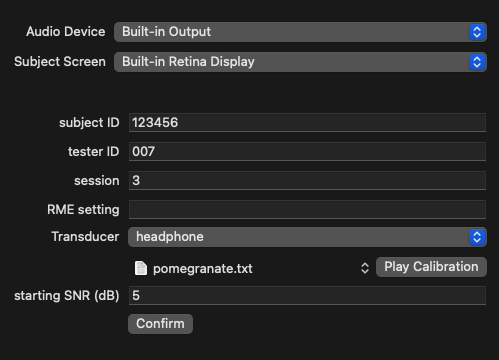 Audio Device Built-in Output
Subject Screen Built-in Retina Display
subject ID 123456
tester ID 007
session 3
RME setting
Transducer headphone
pomegranate.txt Play Calibration
starting SNR (dB) 5
Confirm